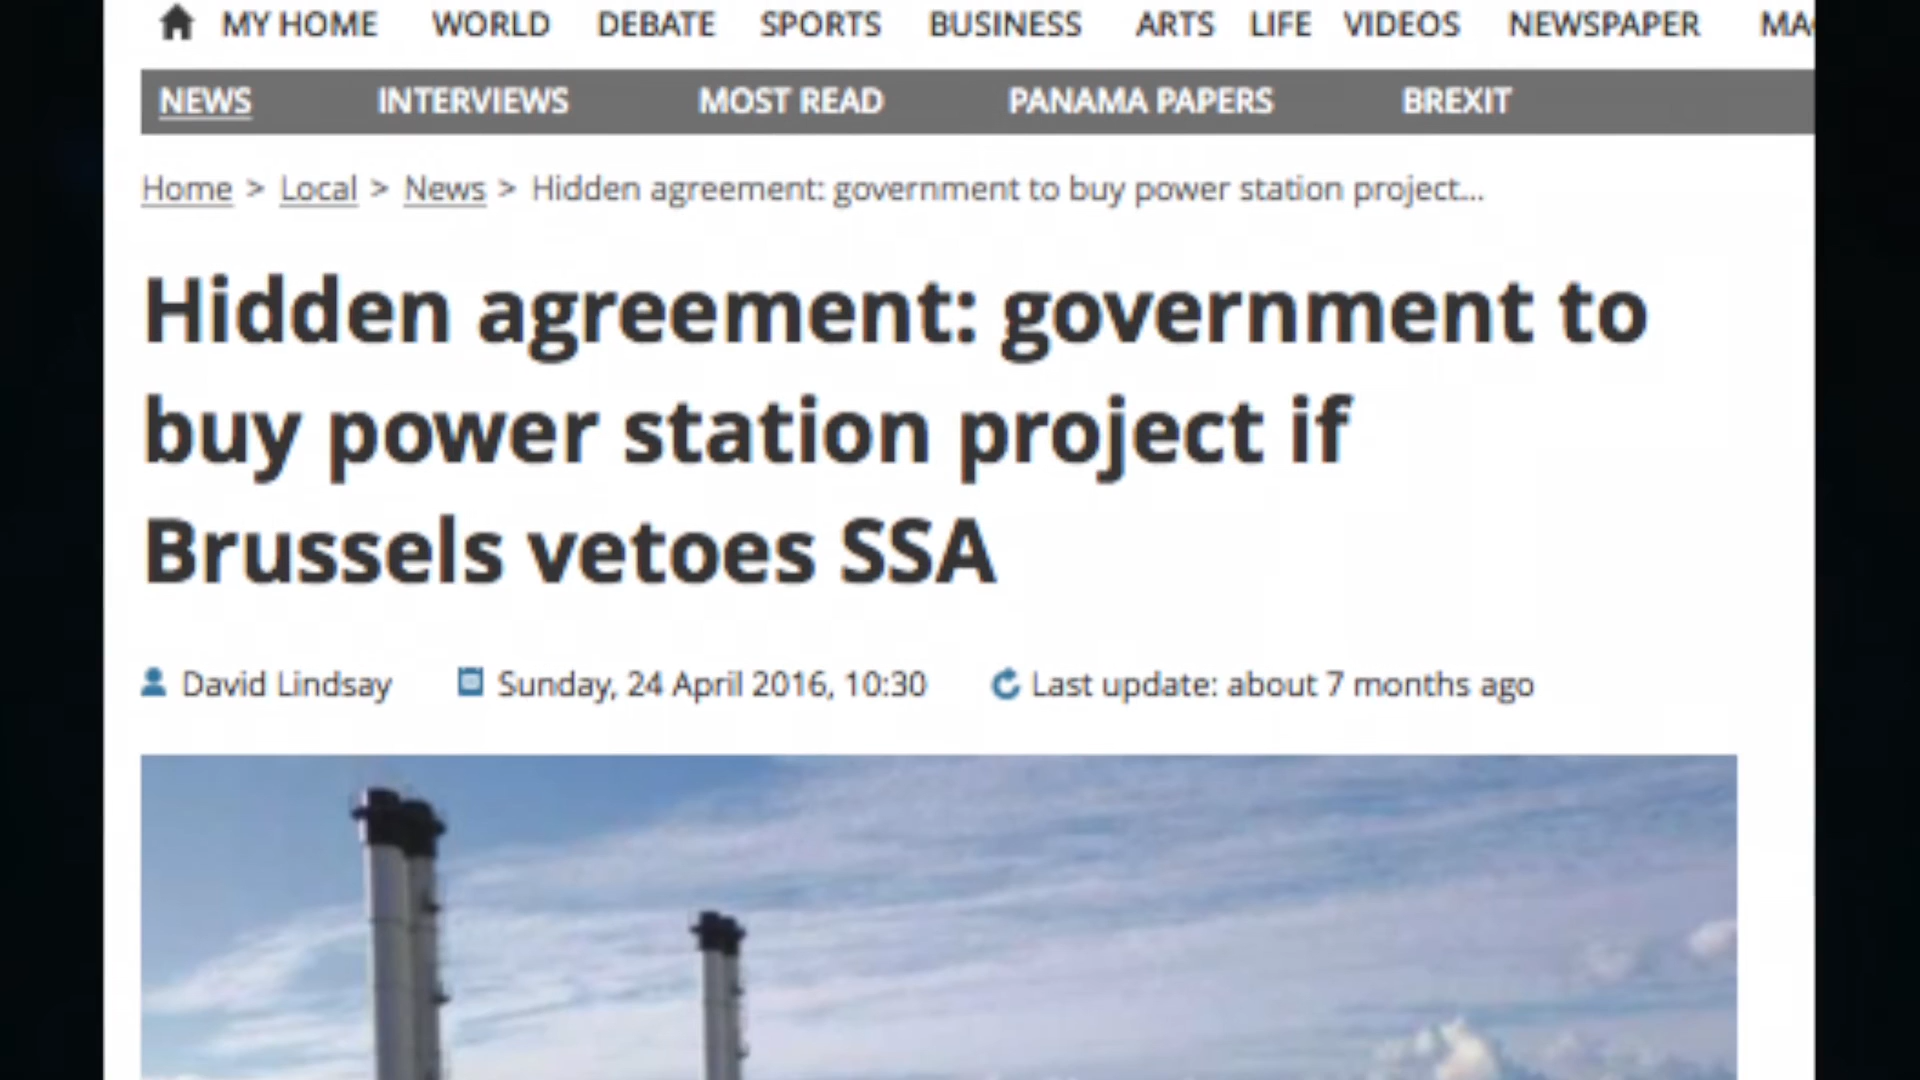 MY HOME WORLD DEBATE SPORTS BUSINESS ARTS LIFE VIDEOS NEWSPAPER
NEWS INTERVIEWS MOST READ PANAMA PAPERS BREXIT
Home > Local > News > Hidden agreement: government to buy power station project...
Hidden agreement: government to
buy power station project if
Brussels vetoes SSA
David Lindsay Sunday, 24 April 2016, 10:30 Last update: about 7 months ago